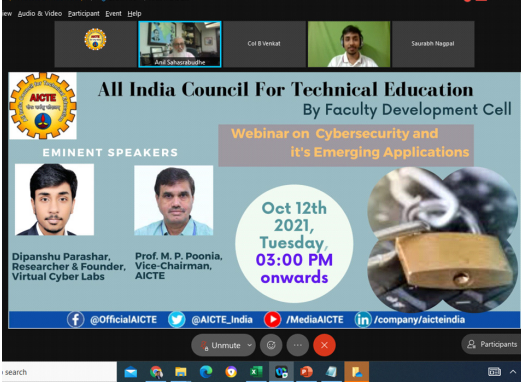 iew Audio & Video Participant Event Help
Anil Sahasrabudhe
Col B Venkat
Saurabh Nagpal
AICTE
All India Council For Technical Education
By Faculty Development Cell
Webinar on Cybersecurity and
it's Emerging Applications
EMINENT SPEAKERS
Dipanshu Parashar,
Researcher & Founder,
Virtual Cyber Labs
Prof. M. P. Poonia,
Vice-Chairman,
AICTE
Oct 12th
2021,
Tuesday,
03:00 PM
onwards
@OfficialAICTE @AICTE_India /MediaAICTE /company/aicteindia
Unmute
Participants
search